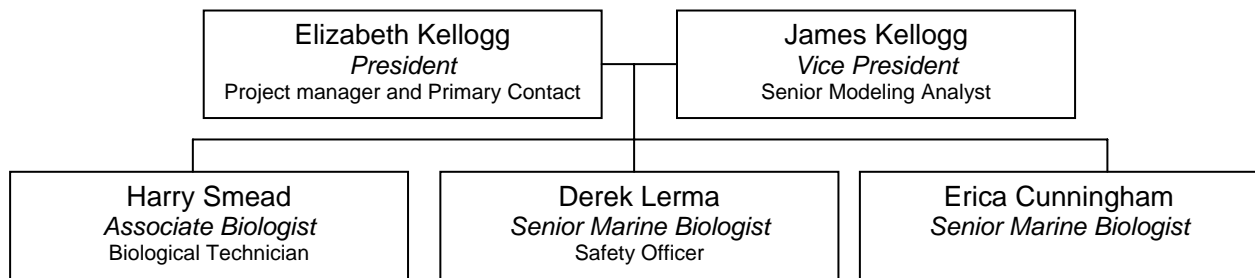 Elizabeth Kellogg
President
Project manager and Primary Contact
James Kellogg
Vice President
Senior Modeling Analyst
Harry Smead
Associate Biologist
Biological Technician
Derek Lerma
Senior Marine Biologist
Safety Officer
Erica Cunningham
Senior Marine Biologist